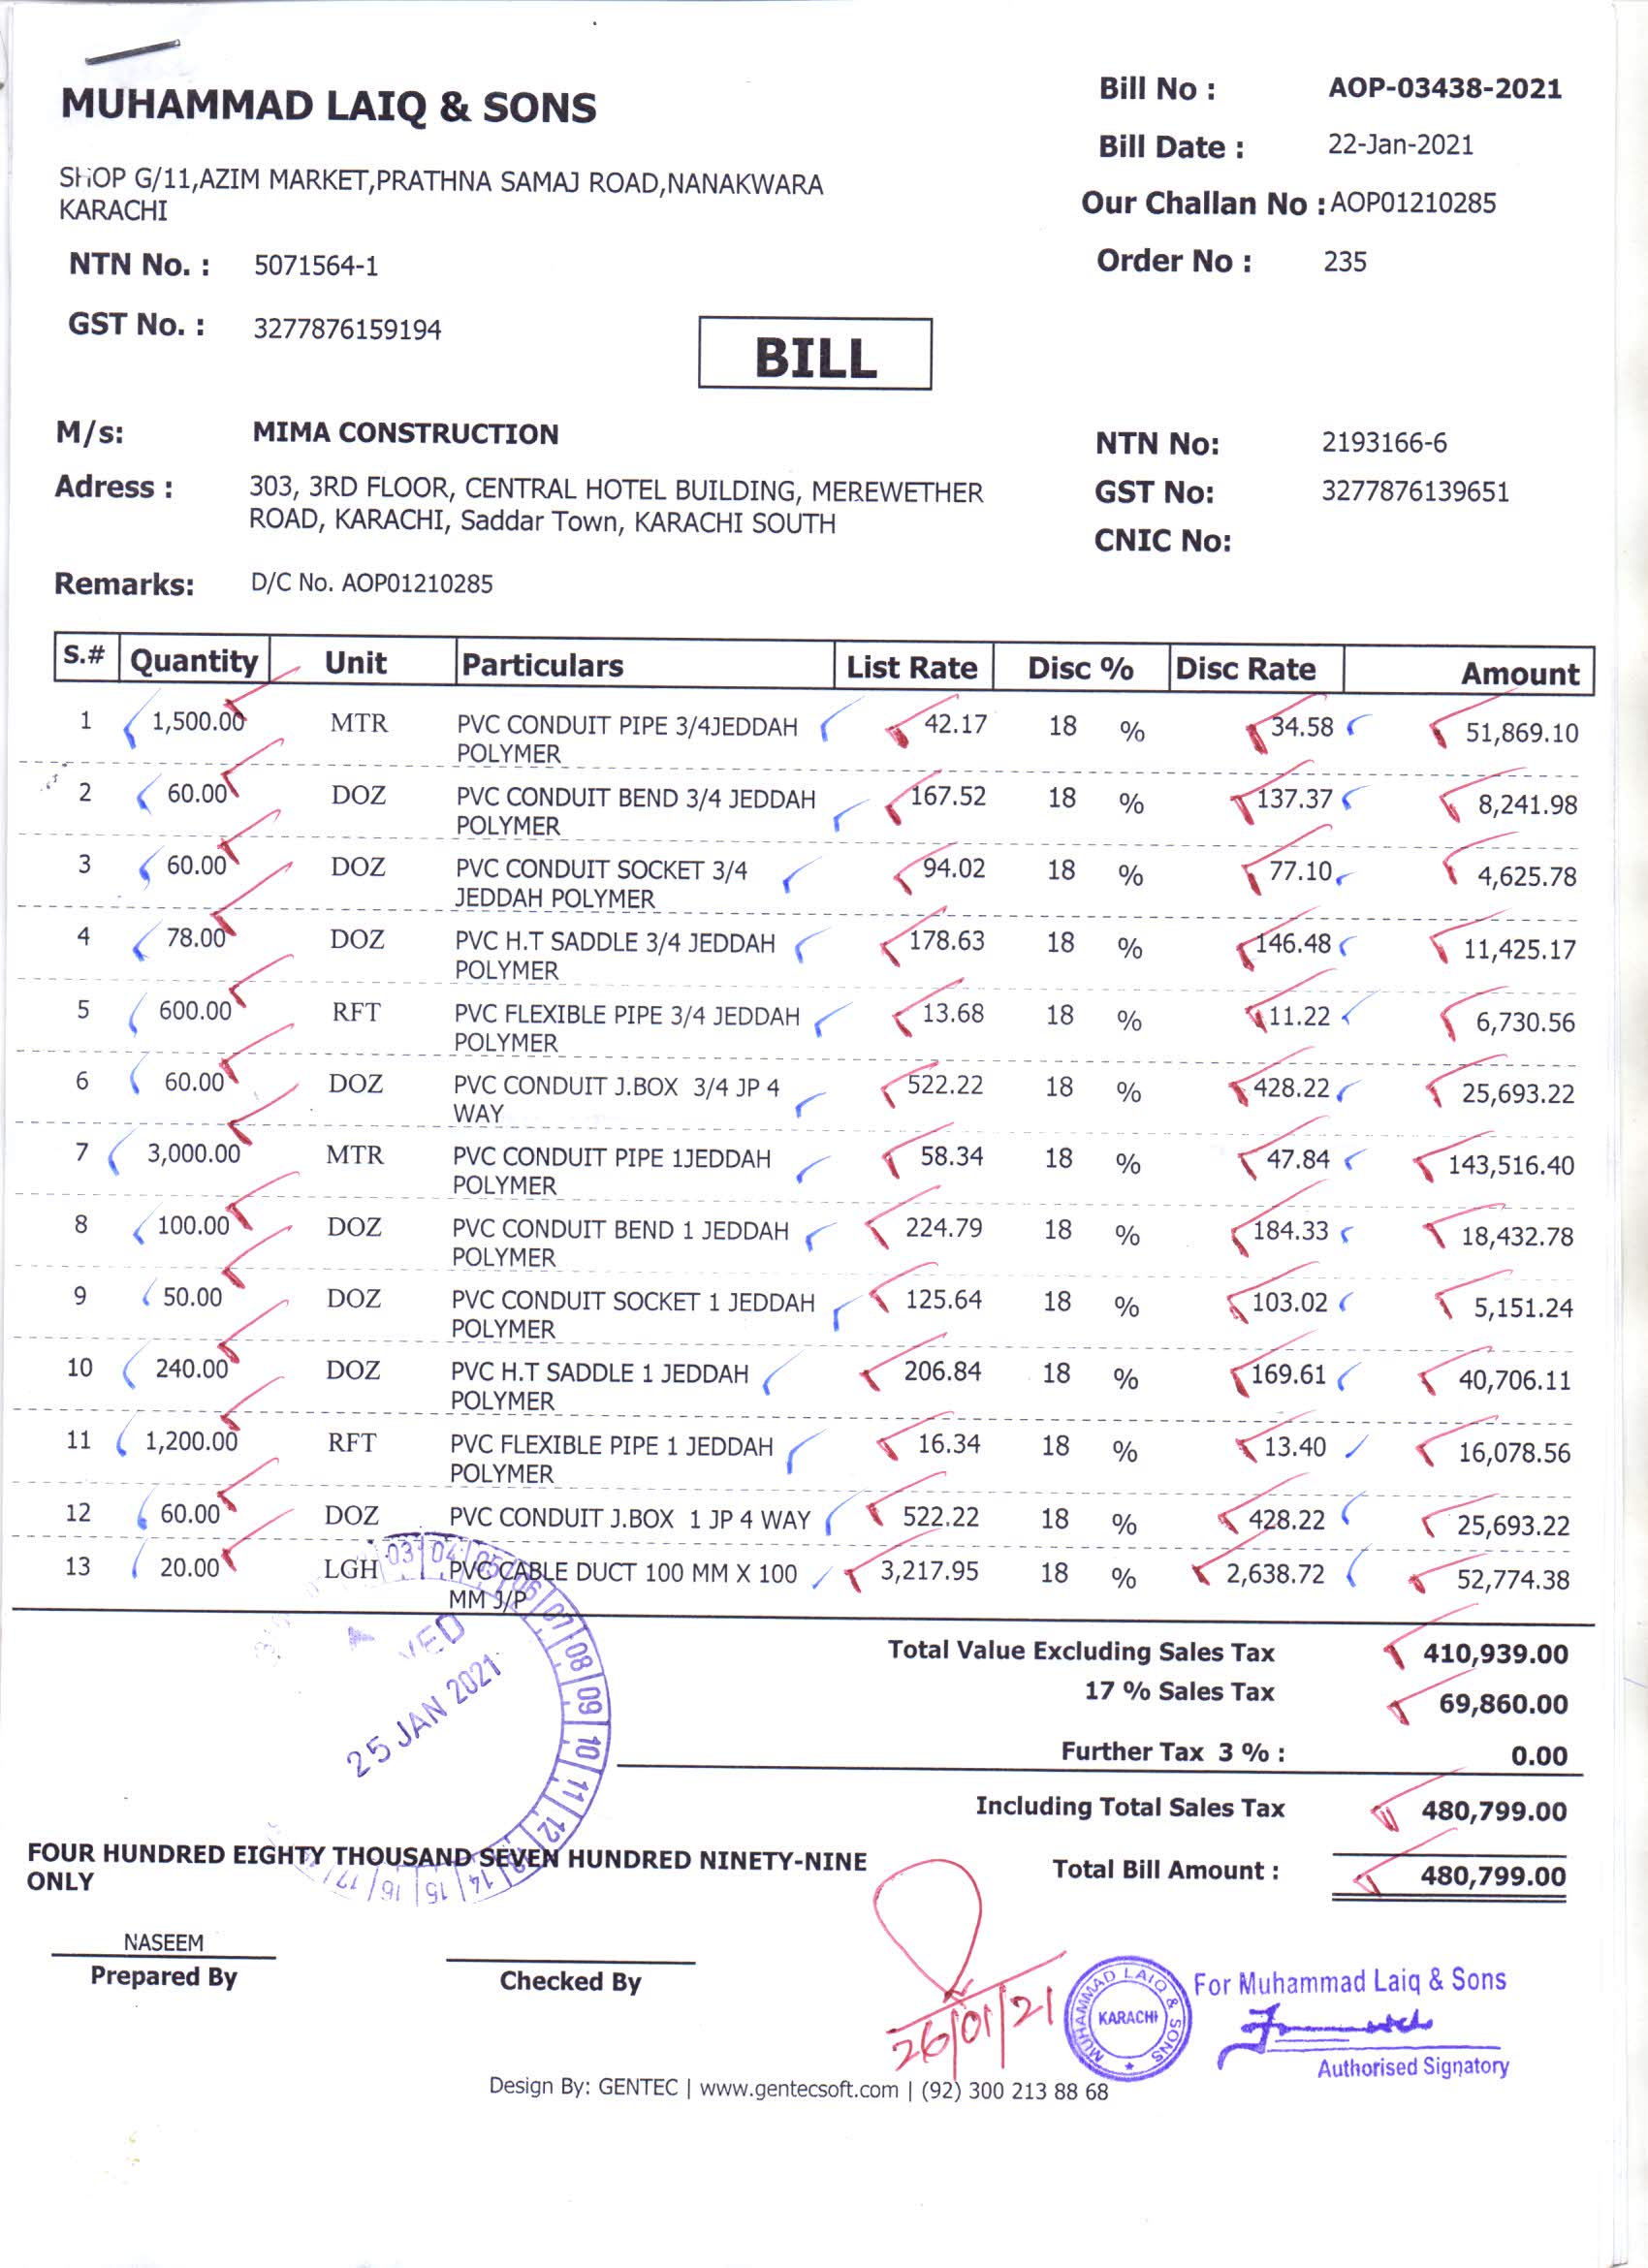 MUHAMMAD LAIQ & SONS
SHOP G/11,AZIM MARKET,PRATHNA SAMAJ ROAD,NANAKWARA
KARACHI
NTN No. : 5071564-1
GST No. : 3277876159194
Bill No : AOP-03438-2021
Bill Date : 22-Jan-2021
Our Challan No : AOP01210285
Order No : 235
BILL
M/s: MIMA CONSTRUCTION
Adress : 303, 3RD FLOOR, CENTRAL HOTEL BUILDING, MEREWETHER
ROAD, KARACHI, Saddar Town, KARACHI SOUTH
NTN No: 2193166-6
GST No: 3277876139651
CNIC No:
Remarks: D/C No. AOP01210285
S.# Quantity Unit Particulars List Rate Disc % Disc Rate Amount
1 1,500.00 MTR PVC CONDUIT PIPE 3/4JEDDAH 42.17 18 % 34.58 51,869.10
POLYMER
2 60.00 DOZ PVC CONDUIT BEND 3/4 JEDDAH 167.52 18 % 137.37 8,241.98
POLYMER
3 60.00 DOZ PVC CONDUIT SOCKET 3/4 94.02 18 % 77.10 4,625.78
JEDDAH POLYMER
4 78.00 DOZ PVC H.T SADDLE 3/4 JEDDAH 178.63 18 % 146.48 11,425.17
POLYMER
5 600.00 RFT PVC FLEXIBLE PIPE 3/4 JEDDAH 13.68 18 % 11.22 6,730.56
POLYMER
6 60.00 DOZ PVC CONDUIT J.BOX 3/4 JP 4 522.22 18 % 428.22 25,693.22
WAY
7 3,000.00 MTR PVC CONDUIT PIPE 1JEDDAH 58.34 18 % 47.84 143,516.40
POLYMER
8 100.00 DOZ PVC CONDUIT BEND 1 JEDDAH 224.79 18 % 184.33 18,432.78
POLYMER
9 50.00 DOZ PVC CONDUIT SOCKET 1 JEDDAH 125.64 18 % 103.02 5,151.24
POLYMER
10 240.00 DOZ PVC H.T SADDLE 1 JEDDAH 206.84 18 % 169.61 40,706.11
POLYMER
11 1,200.00 RFT PVC FLEXIBLE PIPE 1 JEDDAH 16.34 18 % 13.40 16,078.56
POLYMER
12 60.00 DOZ PVC CONDUIT J.BOX 1 JP 4 WAY 522.22 18 % 428.22 25,693.22
13 20.00 LGH PVC CABLE DUCT 100 MM X 100 3,217.95 18 % 2,638.72 52,774.38
MM J/P
03 04 05 06 07 08 09 10 11 12 13 14 15 16 17
25 JAN 2021
Total Value Excluding Sales Tax 410,939.00
17 % Sales Tax 69,860.00
Further Tax 3 % : 0.00
Including Total Sales Tax 480,799.00
FOUR HUNDRED EIGHTY THOUSAND SEVEN HUNDRED NINETY-NINE
ONLY
Total Bill Amount : 480,799.00
NASEEM
Prepared By
Checked By
26/01/21
MUHAMMAD LAIQ & SONS
KARACHI
For Muhammad Laiq & Sons
Authorised Signatory
Design By: GENTEC | www.gentecsoft.com | (92) 300 213 88 68